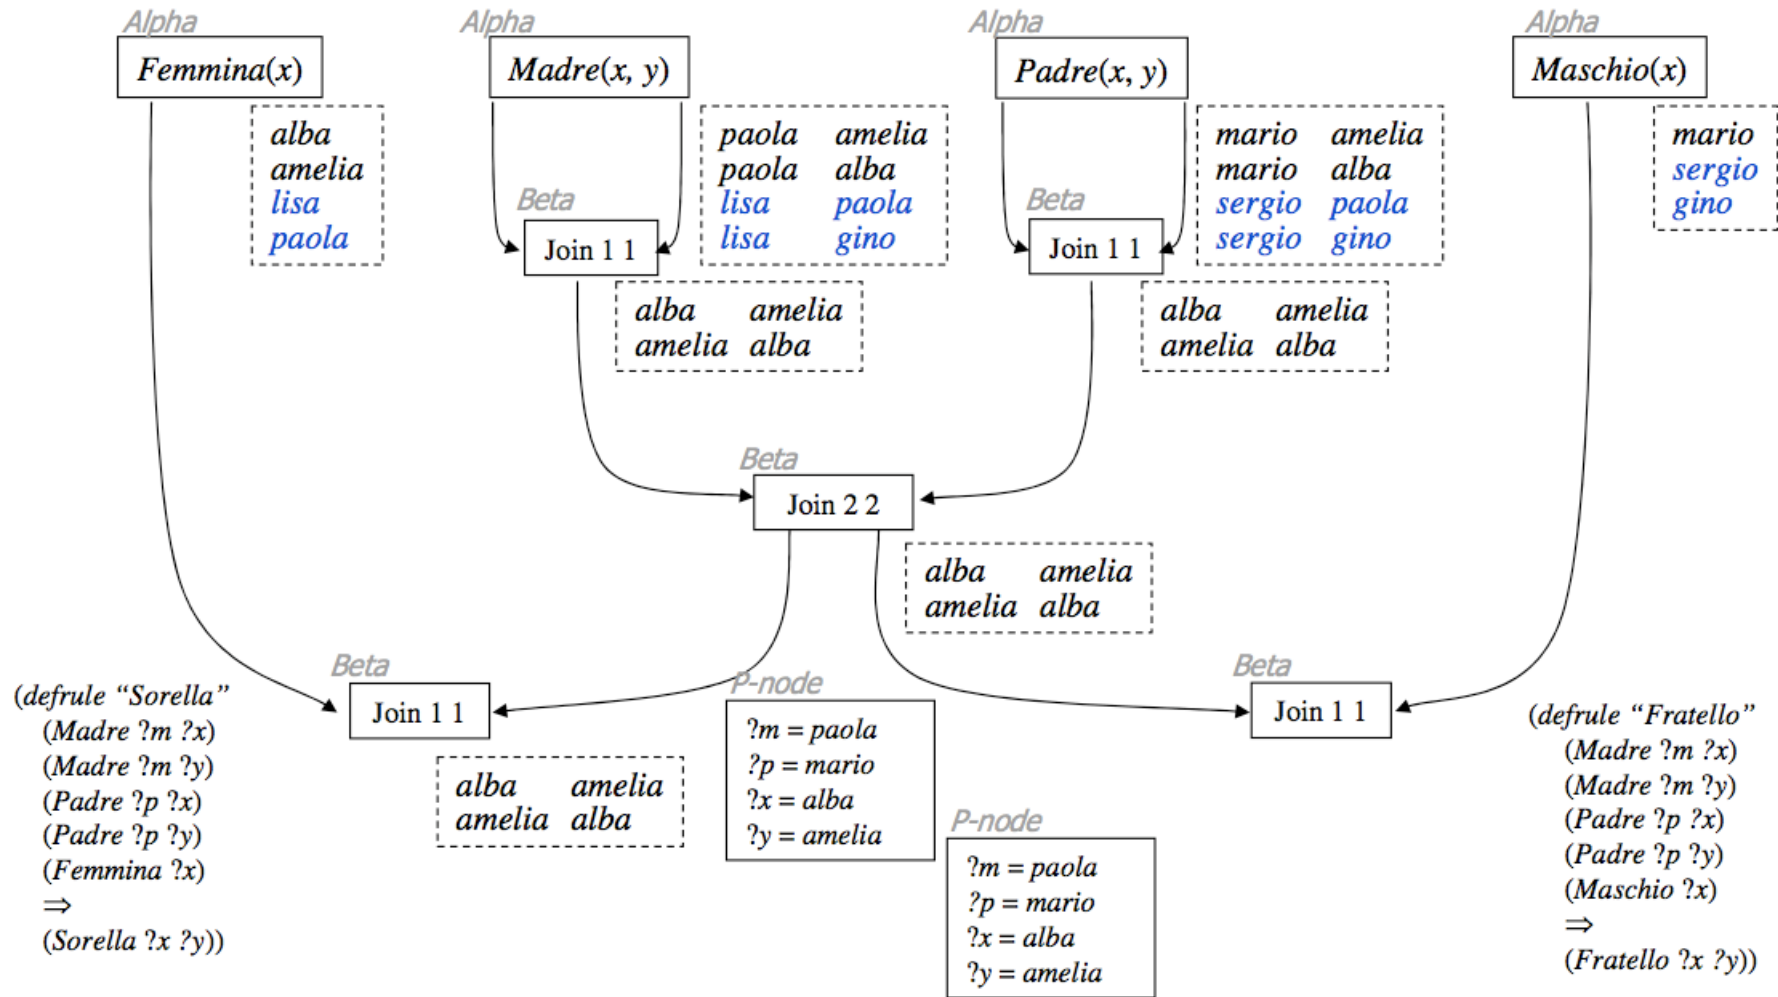 Alpha
Femmina(x)
alba
amelia
lisa
paola
Alpha
Madre(x, y)
paola amelia
paola alba
lisa paola
lisa gino
Beta
Join 1 1
alba amelia
amelia alba
Alpha
Padre(x, y)
mario amelia
mario alba
sergio paola
sergio gino
Beta
Join 1 1
alba amelia
amelia alba
Alpha
Maschio(x)
mario
sergio
gino
Beta
Join 2 2
alba amelia
amelia alba
(defrule “Sorella”
(Madre ?m ?x)
(Madre ?m ?y)
(Padre ?p ?x)
(Padre ?p ?y)
(Femmina ?x)
⇒
(Sorella ?x ?y))
Beta
Join 1 1
alba amelia
amelia alba
P-node
?m = paola
?p = mario
?x = alba
?y = amelia
P-node
?m = paola
?p = mario
?x = alba
?y = amelia
Beta
Join 1 1
(defrule “Fratello”
(Madre ?m ?x)
(Madre ?m ?y)
(Padre ?p ?x)
(Padre ?p ?y)
(Maschio ?x)
⇒
(Fratello ?x ?y))